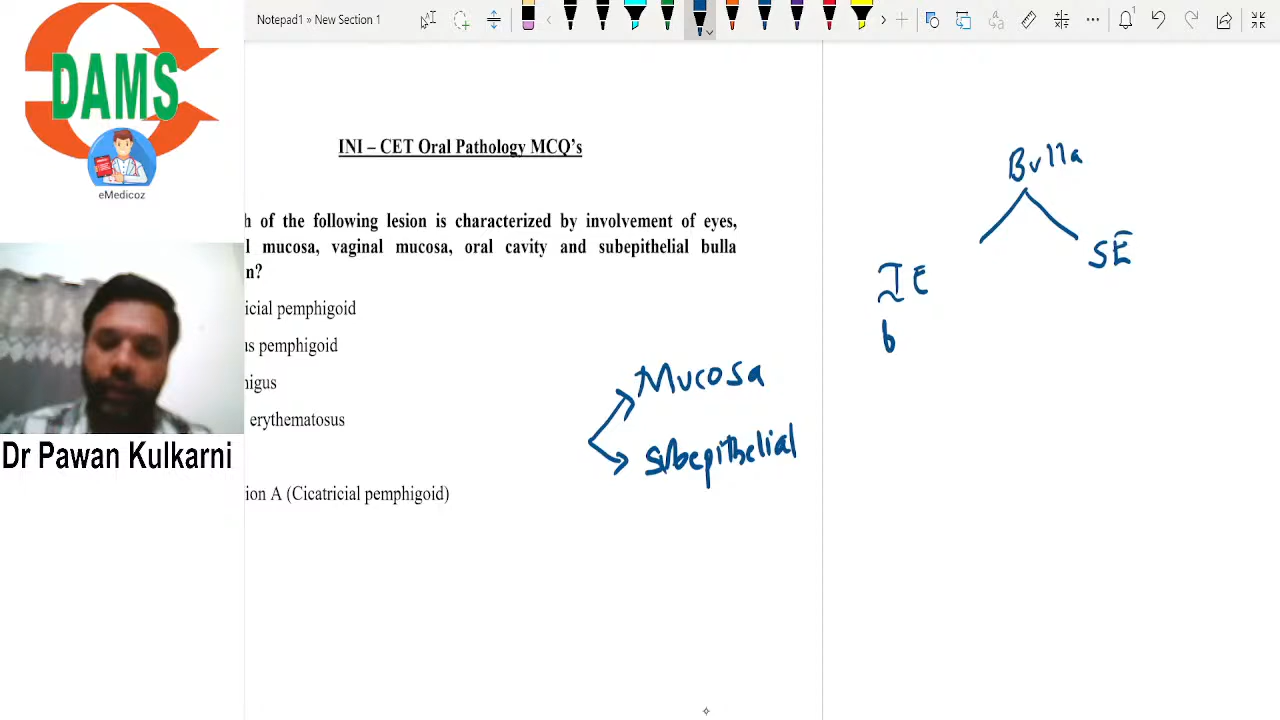 DAMS
eMedicoz
Dr Pawan Kulkarni
Notepad1 » New Section 1
INI – CET Oral Pathology MCQ's
h of the following lesion is characterized by involvement of eyes,
l mucosa, vaginal mucosa, oral cavity and subepithelial bulla
n?
icial pemphigoid
us pemphigoid
higus
erythematosus
ion A (Cicatricial pemphigoid)
Mucosa
subepithelial
Bulla
IE
SE
b